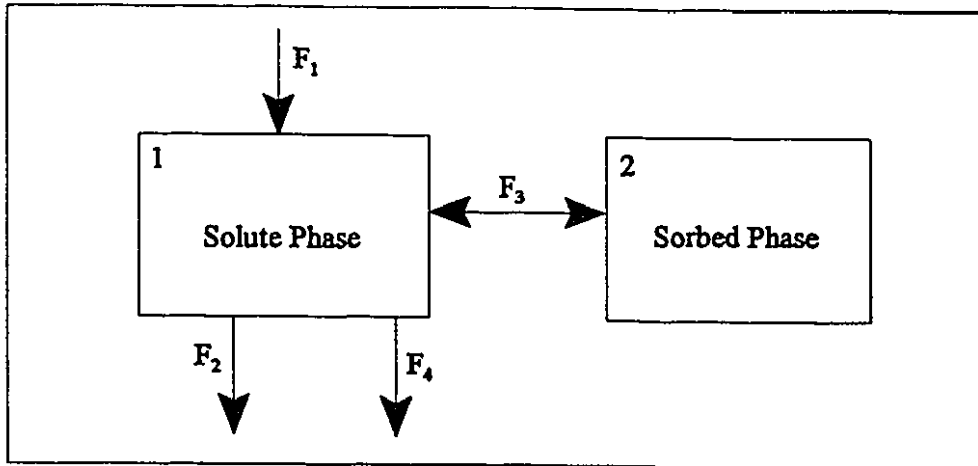 F₁
1
2
F₃
Solute Phase
Sorbed Phase
F₂
F₄